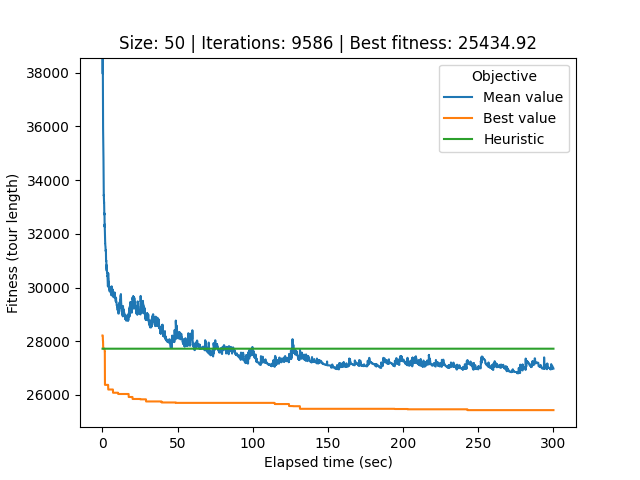 Size: 50 | Iterations: 9586 | Best fitness: 25434.92
Objective
Mean value
Best value
Heuristic
Fitness (tour length)
38000
36000
34000
32000
30000
28000
26000
0 50 100 150 200 250 300
Elapsed time (sec)